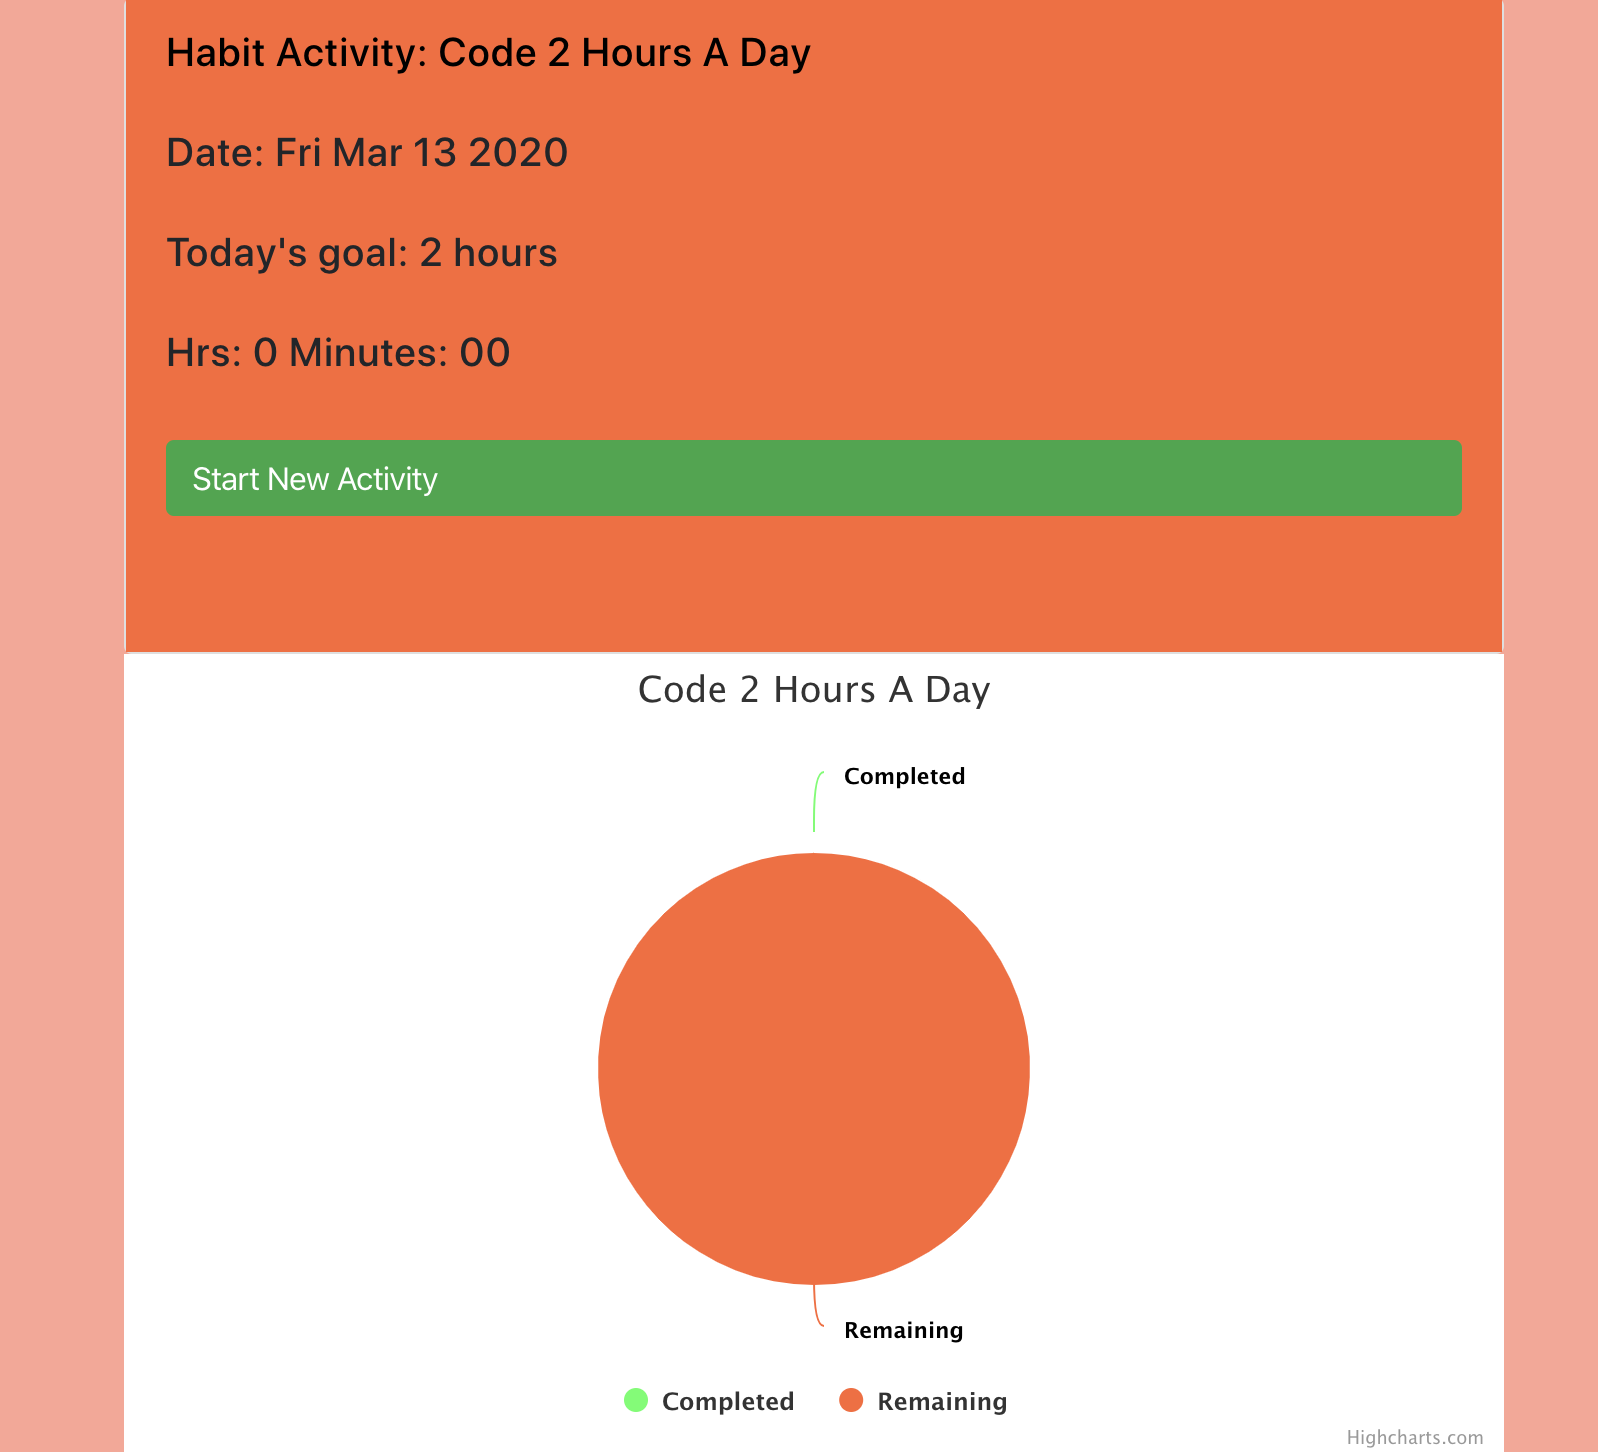 Habit Activity: Code 2 Hours A Day
Date: Fri Mar 13 2020
Today's goal: 2 hours
Hrs: 0 Minutes: 00
Start New Activity
Code 2 Hours A Day
Completed
Remaining
Completed Remaining
Highcharts.com